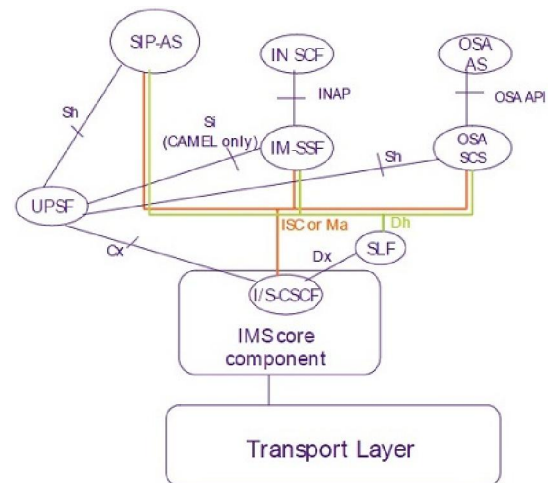 SIP-AS
IN SCF
OSA
AS
INAP
OSA API
Sh
Si
(CAMEL only)
IM-SSF
OSA
SCS
Sh
UPSF
ISC or Ma
Dh
Cx
Dx
SLF
I/S-CSCF
IMS core
component
Transport Layer